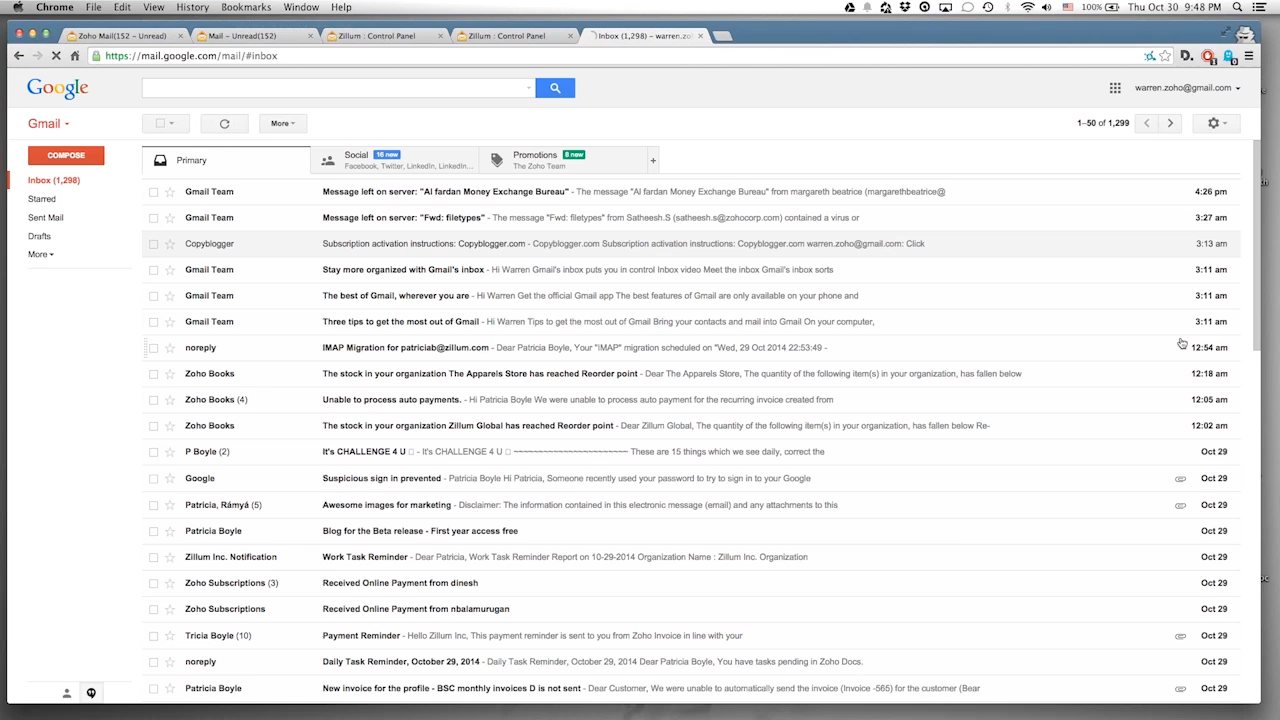 Chrome File Edit View History Bookmarks Window Help 100% Thu Oct 30 9:48 PM
Zoho Mail(152 – Unread) Mail – Unread(152) Zillum : Control Panel Zillum : Control Panel Inbox (1,298) – warren.zo
https://mail.google.com/mail/#inbox
Google warren.zoho@gmail.com
Gmail More 1–50 of 1,299
COMPOSE
Inbox (1,298)
Starred
Sent Mail
Drafts
More
Primary
Social 16 new
Facebook, Twitter, LinkedIn, LinkedIn...
Promotions 8 new
The Zoho Team
+
Gmail Team Message left on server: "Al fardan Money Exchange Bureau" - The message "Al fardan Money Exchange Bureau" from margareth beatrice (margarethbeatrice@ 4:26 pm
Gmail Team Message left on server: "Fwd: filetypes" - The message "Fwd: filetypes" from Satheesh.S (satheesh.s@zohocorp.com) contained a virus or 3:27 am
Copyblogger Subscription activation instructions: Copyblogger.com - Copyblogger.com Subscription activation instructions: Copyblogger.com warren.zoho@gmail.com: Click 3:13 am
Gmail Team Stay more organized with Gmail's inbox - Hi Warren Gmail's inbox puts you in control Inbox video Meet the inbox Gmail's inbox sorts 3:11 am
Gmail Team The best of Gmail, wherever you are - Hi Warren Get the official Gmail app The best features of Gmail are only available on your phone and 3:11 am
Gmail Team Three tips to get the most out of Gmail - Hi Warren Tips to get the most out of Gmail Bring your contacts and mail into Gmail On your computer, 3:11 am
noreply IMAP Migration for patriciab@zillum.com - Dear Patricia Boyle, Your "IMAP" migration scheduled on "Wed, 29 Oct 2014 22:53:49 - 12:54 am
Zoho Books The stock in your organization The Apparels Store has reached Reorder point - Dear The Apparels Store, The quantity of the following item(s) in your organization, has fallen below 12:18 am
Zoho Books (4) Unable to process auto payments. - Hi Patricia Boyle We were unable to process auto payment for the recurring invoice created from 12:05 am
Zoho Books The stock in your organization Zillum Global has reached Reorder point - Dear Zillum Global, The quantity of the following item(s) in your organization, has fallen below Re- 12:02 am
P Boyle (2) It's CHALLENGE 4 U - It's CHALLENGE 4 U ~~~~~~~~~~~~~~~~~~~~~~~~ These are 15 things which we see daily, correct the Oct 29
Google Suspicious sign in prevented - Patricia Boyle Hi Patricia, Someone recently used your password to try to sign in to your Google Oct 29
Patricia, Rámyá (5) Awesome images for marketing - Disclaimer: The information contained in this electronic message (email) and any attachments to this Oct 29
Patricia Boyle Blog for the Beta release - First year access free Oct 29
Zillum Inc. Notification Work Task Reminder - Dear Patricia, Work Task Reminder Report on 10-29-2014 Organization Name : Zillum Inc. Organization Oct 29
Zoho Subscriptions (3) Received Online Payment from dinesh Oct 29
Zoho Subscriptions Received Online Payment from nbalamurugan Oct 29
Tricia Boyle (10) Payment Reminder - Hello Zillum Inc, This payment reminder is sent to you from Zoho Invoice in line with your Oct 29
noreply Daily Task Reminder, October 29, 2014 - Daily Task Reminder, October 29, 2014 Dear Patricia Boyle, You have tasks pending in Zoho Docs. Oct 29
Patricia Boyle New invoice for the profile - BSC monthly invoices D is not sent - Dear Customer, We were unable to automatically send the invoice (Invoice -565) for the customer (Bear Oct 29